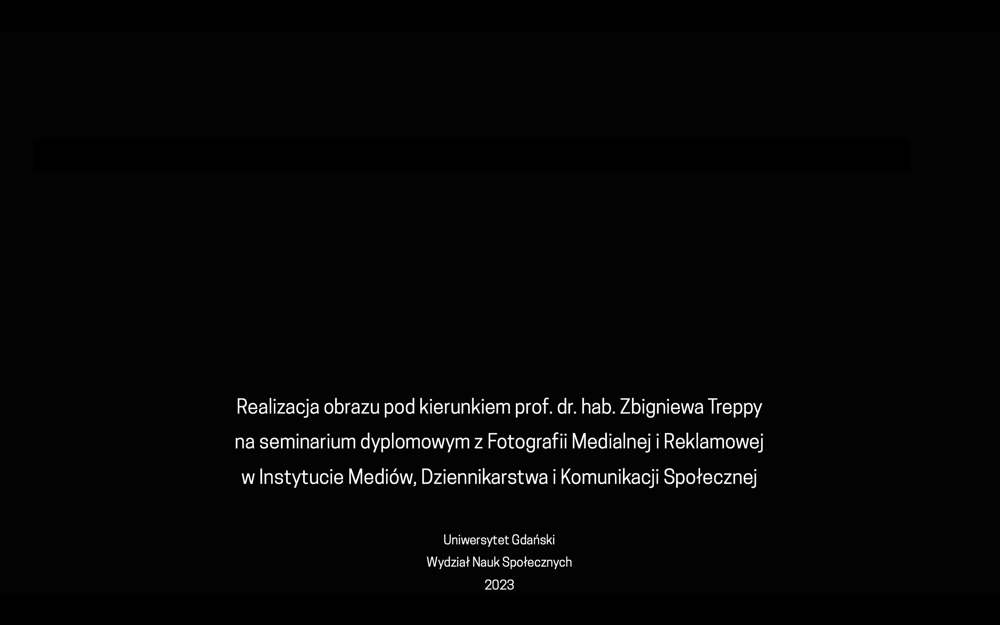 Realizacja obrazu pod kierunkiem prof. dr. hab. Zbigniewa Treppy
na seminarium dyplomowym z Fotografii Medialnej i Reklamowej
w Instytucie Mediów, Dziennikarstwa i Komunikacji Społecznej
Uniwersytet Gdański
Wydział Nauk Społecznych
2023